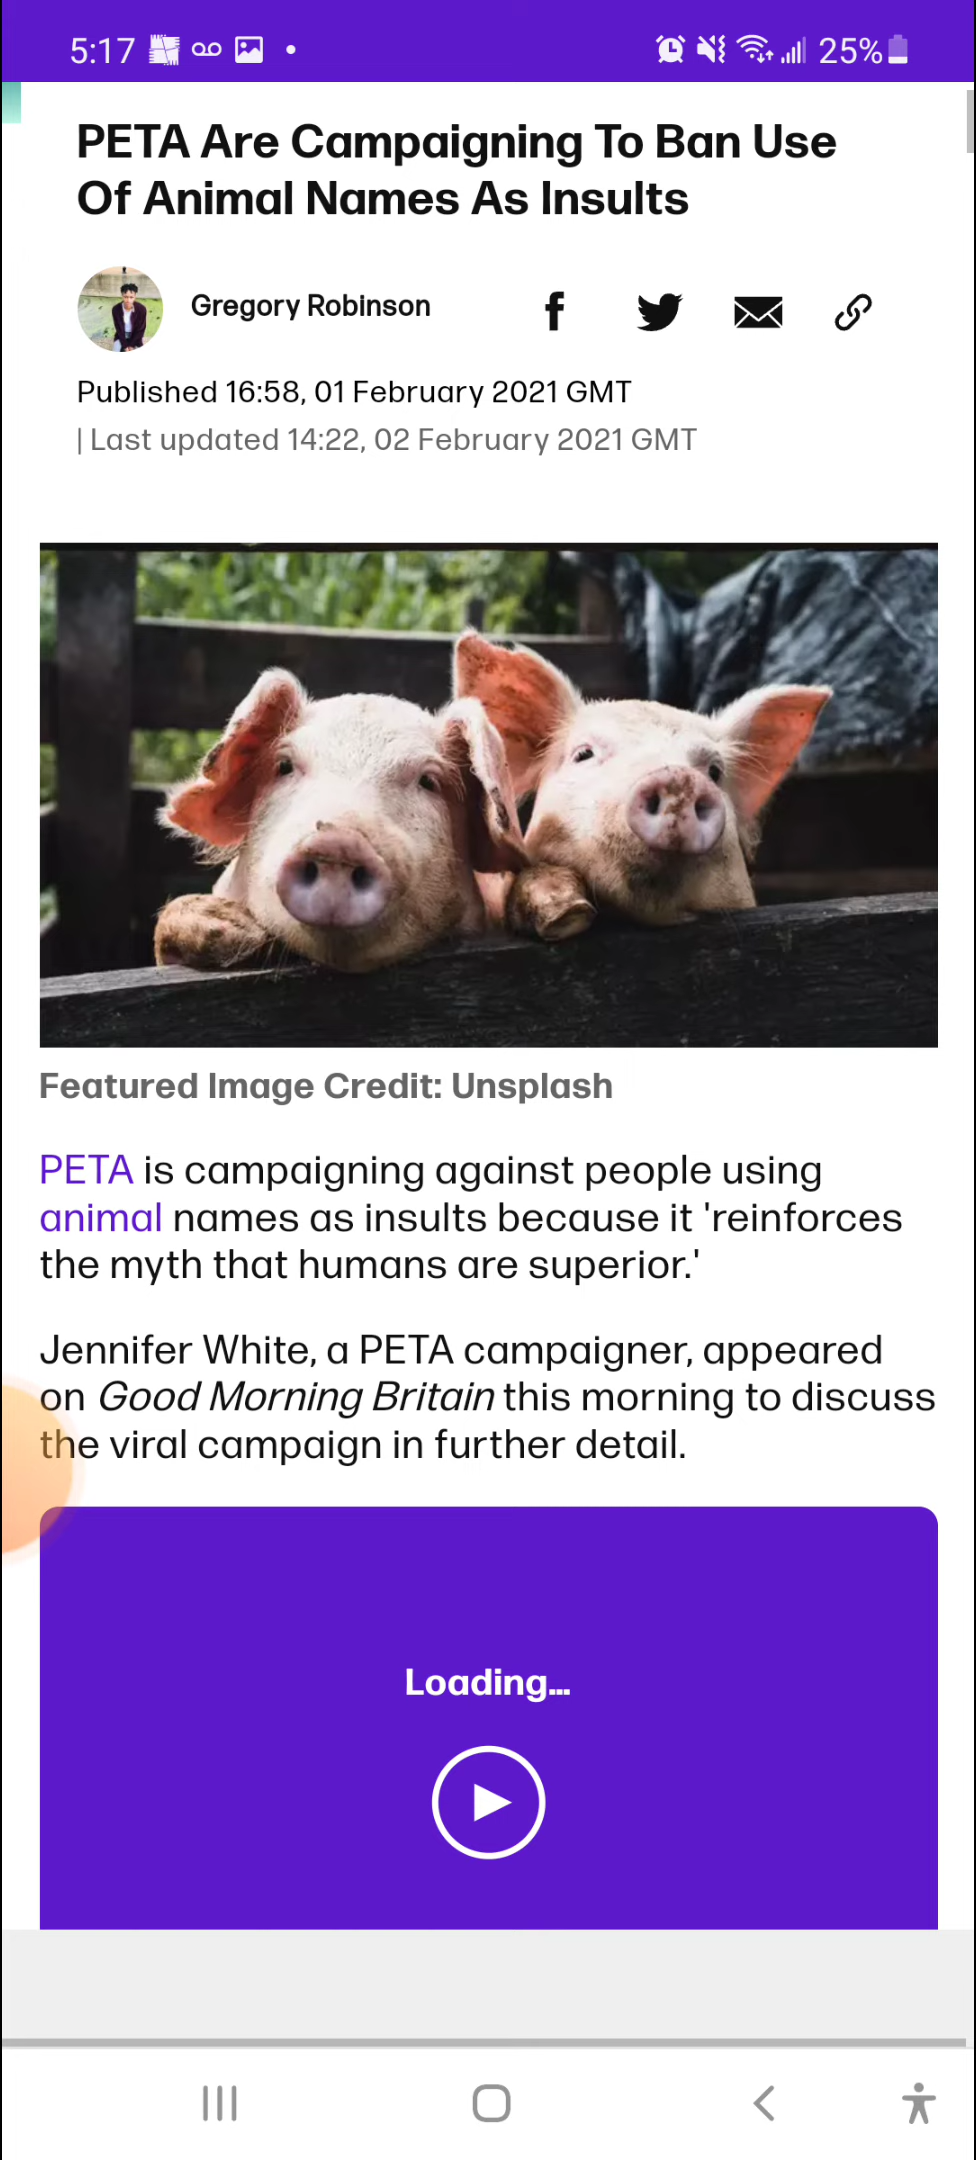 5:17
25%
PETA Are Campaigning To Ban Use
Of Animal Names As Insults
Gregory Robinson
Published 16:58, 01 February 2021 GMT
| Last updated 14:22, 02 February 2021 GMT
Featured Image Credit: Unsplash
PETA is campaigning against people using
animal names as insults because it 'reinforces
the myth that humans are superior.'
Jennifer White, a PETA campaigner, appeared
on Good Morning Britain this morning to discuss
the viral campaign in further detail.
Loading...